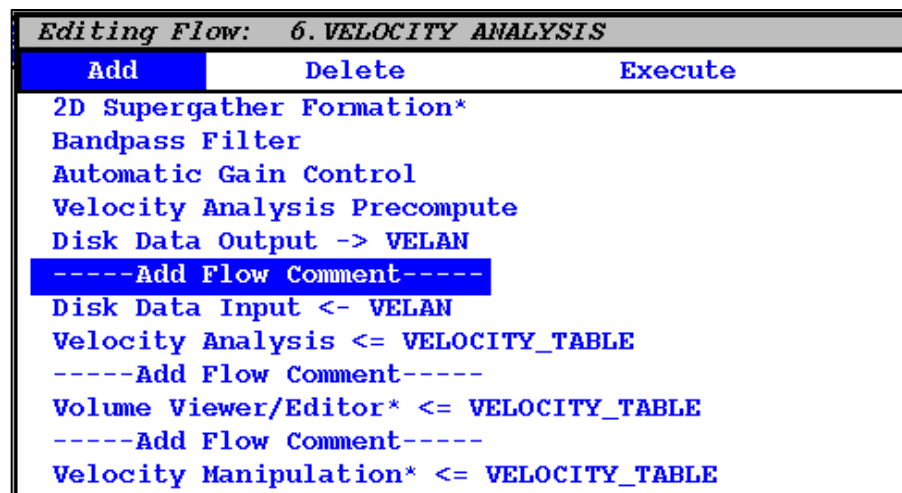 Editing Flow: 6.VELOCITY ANALYSIS
Add Delete Execute
2D Supergather Formation*
Bandpass Filter
Automatic Gain Control
Velocity Analysis Precompute
Disk Data Output -> VELAN
-----Add Flow Comment-----
Disk Data Input <- VELAN
Velocity Analysis <= VELOCITY_TABLE
-----Add Flow Comment-----
Volume Viewer/Editor* <= VELOCITY_TABLE
-----Add Flow Comment-----
Velocity Manipulation* <= VELOCITY_TABLE